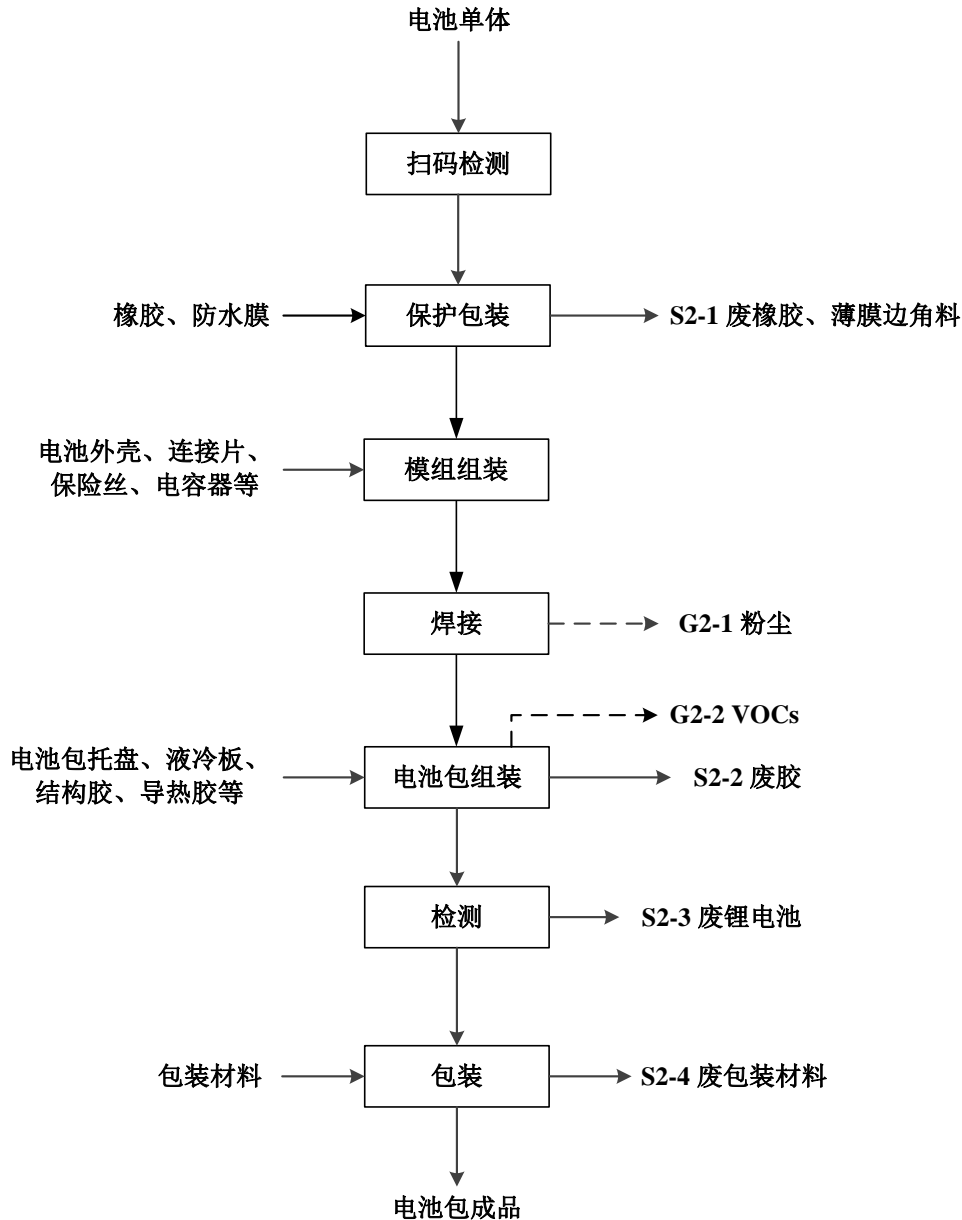 电池单体
扫码检测
橡胶、防水膜
保护包装
S2-1 废橡胶、薄膜边角料
电池外壳、连接片、
保险丝、电容器等
模组组装
焊接
G2-1 粉尘
G2-2 VOCs
电池包托盘、液冷板、
结构胶、导热胶等
电池包组装
S2-2 废胶
检测
S2-3 废锂电池
包装材料
包装
S2-4 废包装材料
电池包成品